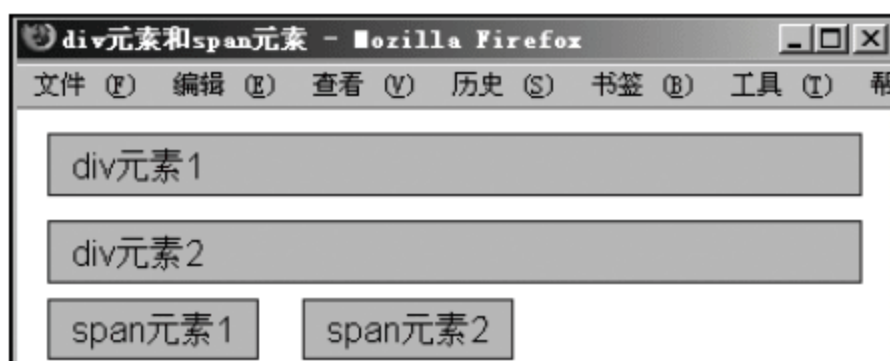 div元素和span元素 - Mozilla Firefox
文件 (F) 编辑 (E) 查看 (V) 历史 (S) 书签 (B) 工具 (T)
div元素1
div元素2
span元素1 span元素2